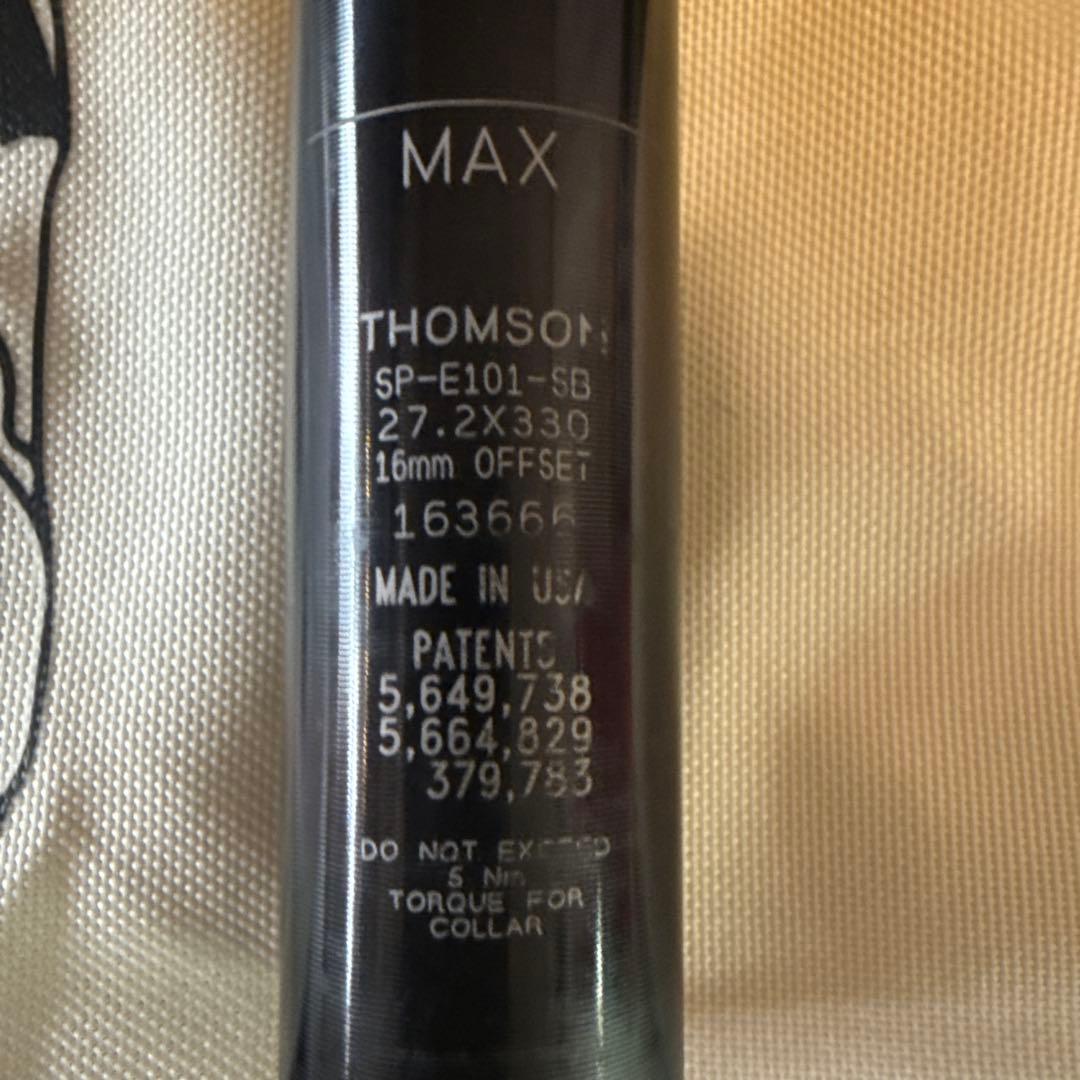 MAX
THOMSON
SP-E101-SB
27.2X330
16mm OFFSET
163666
MADE IN USA
PATENTS
5,649,738
5,664,829
379,783
DO NOT EXCEED
5 Nm
TORQUE FOR
COLLAR